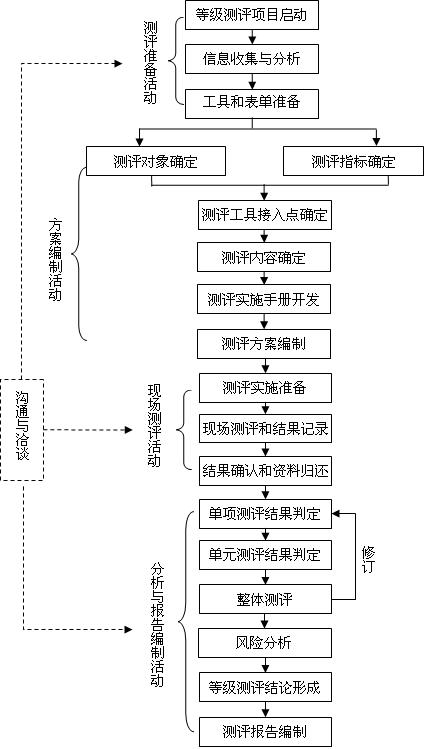 等级测评项目启动
信息收集与分析
工具和表单准备
测评准备活动
测评对象确定
测评指标确定
测评工具接入点确定
测评内容确定
测评实施手册开发
测评方案编制
方案编制活动
沟通与洽谈
测评实施准备
现场测评和结果记录
结果确认和资料归还
现场测评活动
单项测评结果判定
单元测评结果判定
整体测评
修订
风险分析
等级测评结论形成
测评报告编制
分析与报告编制活动